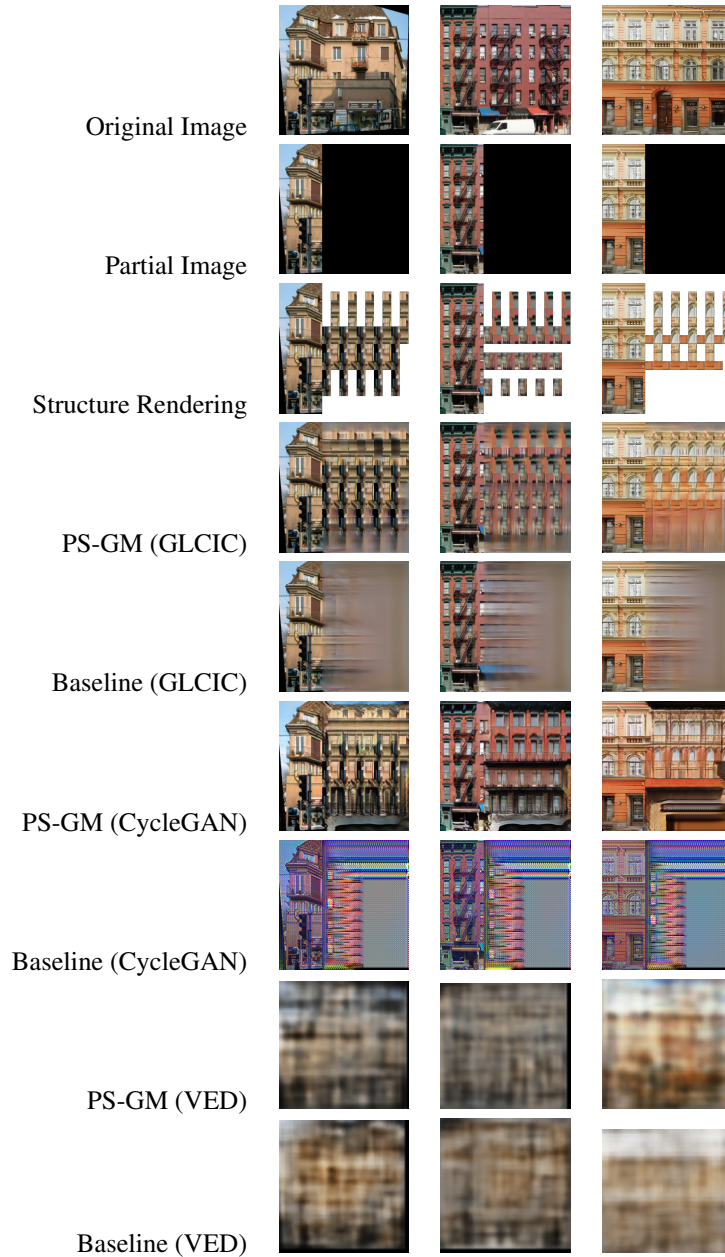 Original Image
Partial Image
Structure Rendering
PS-GM (GLCIC)
Baseline (GLCIC)
PS-GM (CycleGAN)
Baseline (CycleGAN)
PS-GM (VED)
Baseline (VED)